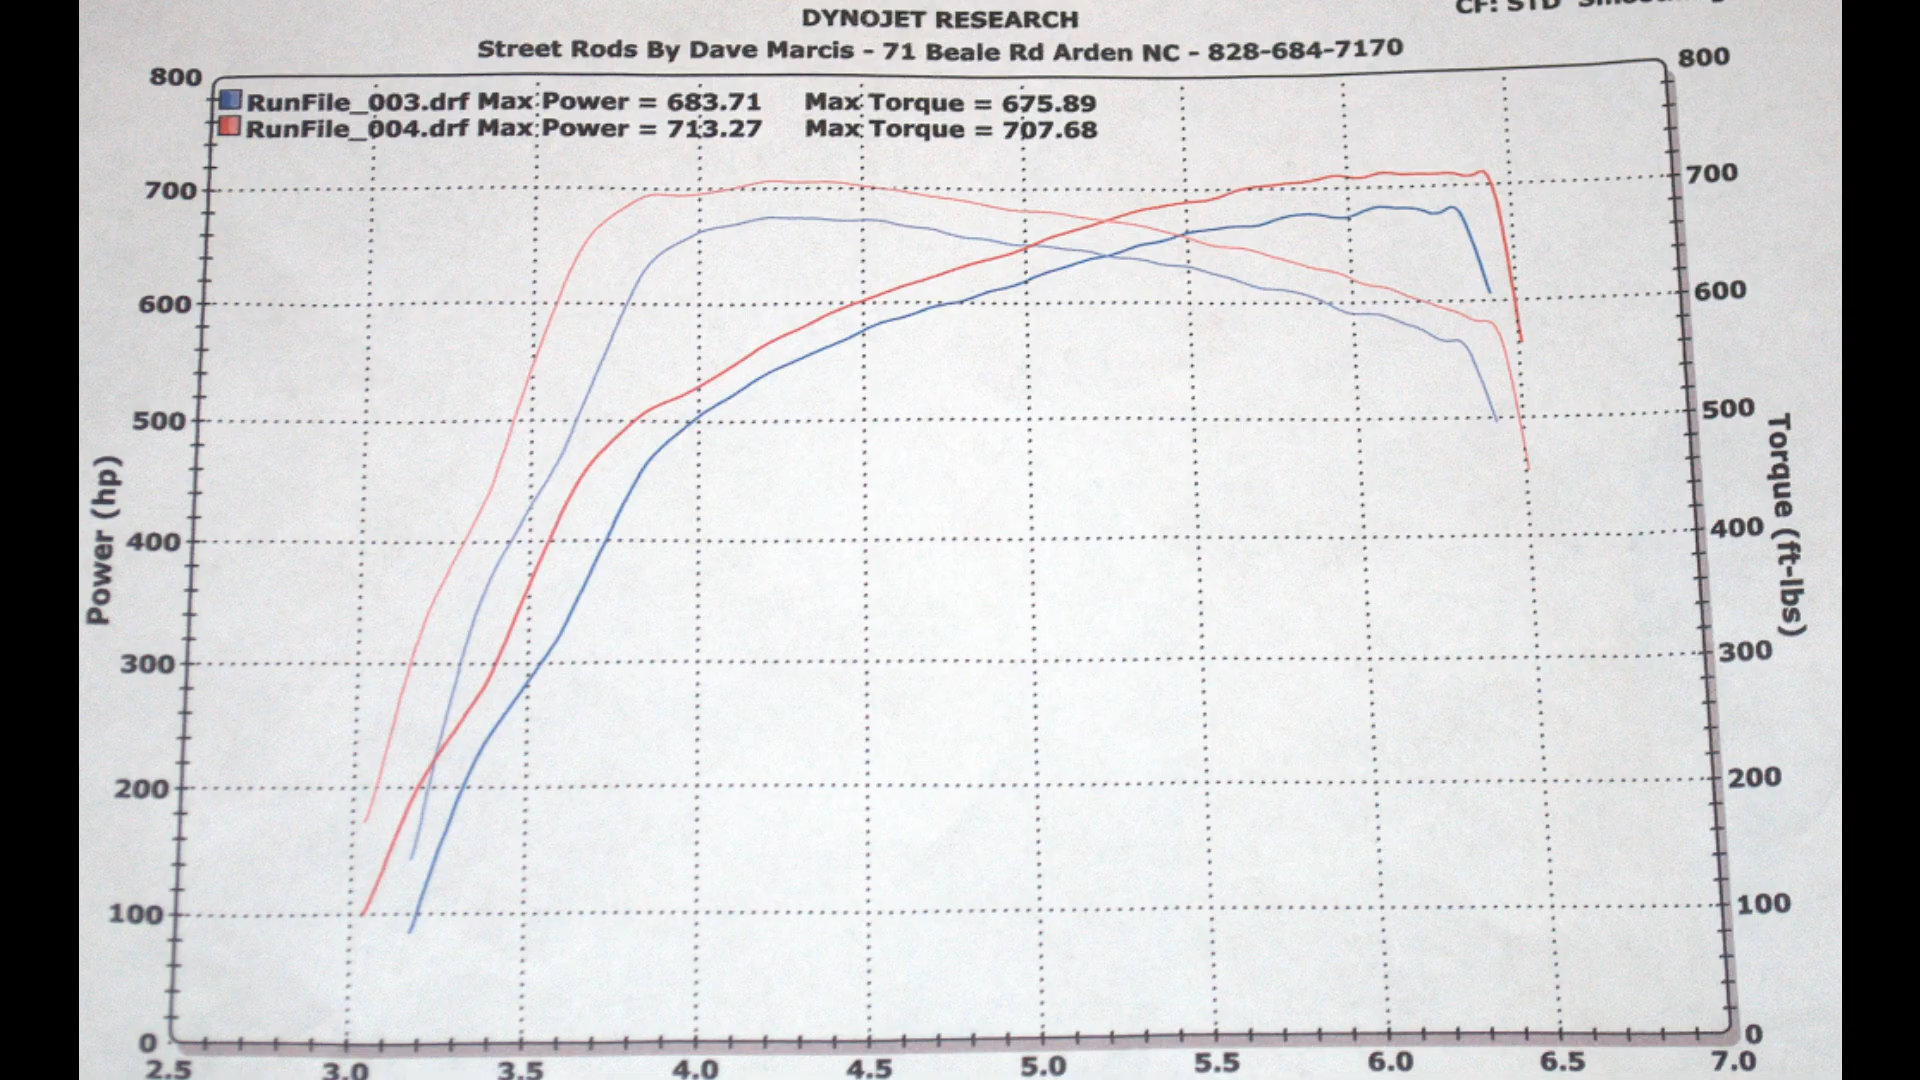 CF: STD
DYNOJET RESEARCH
Street Rods By Dave Marcis - 71 Beale Rd Arden NC - 828-684-7170
RunFile_003.drf Max Power = 683.71 Max Torque = 675.89
RunFile_004.drf Max Power = 713.27 Max Torque = 707.68
800
700
600
500
400
300
200
100
0
Power (hp)
800
700
600
500
400
300
200
100
0
Torque (ft-lbs)
2.5 3.0 3.5 4.0 4.5 5.0 5.5 6.0 6.5 7.0